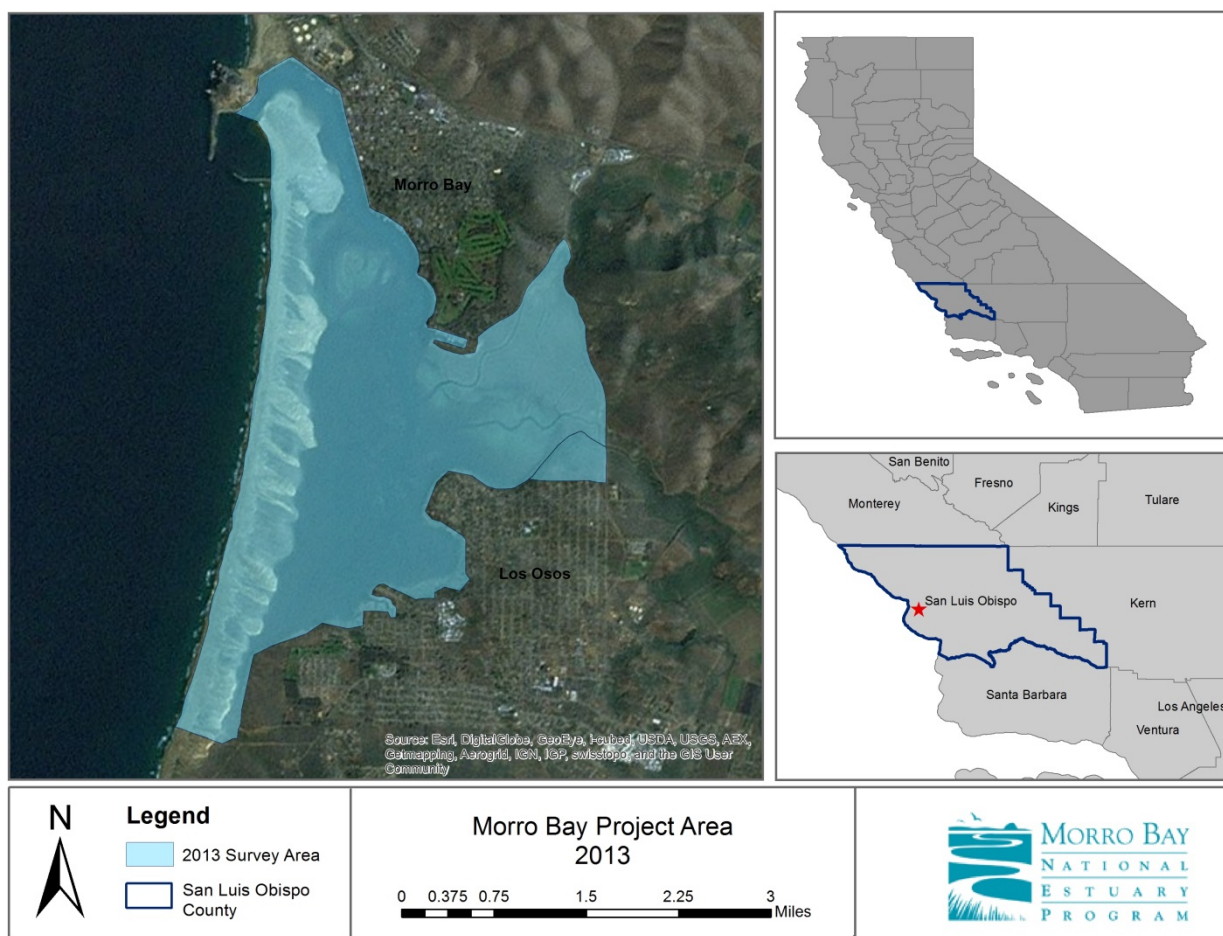 Morro Bay
Los Osos
Source: Esri, DigitalGlobe, GeoEye, i-cubed, USDA, USGS, AEX,
Getmapping, Aerogrid, IGN, IGP, swisstopo, and the GIS User
Community
San Benito
Fresno
Monterey
Kings
Tulare
San Luis Obispo
Kern
Santa Barbara
Los Angeles
Ventura
N
Legend
2013 Survey Area
San Luis Obispo
County
Morro Bay Project Area
2013
0 0.375 0.75 1.5 2.25 3
Miles
MORRO BAY
NATIONAL
ESTUARY
PROGRAM